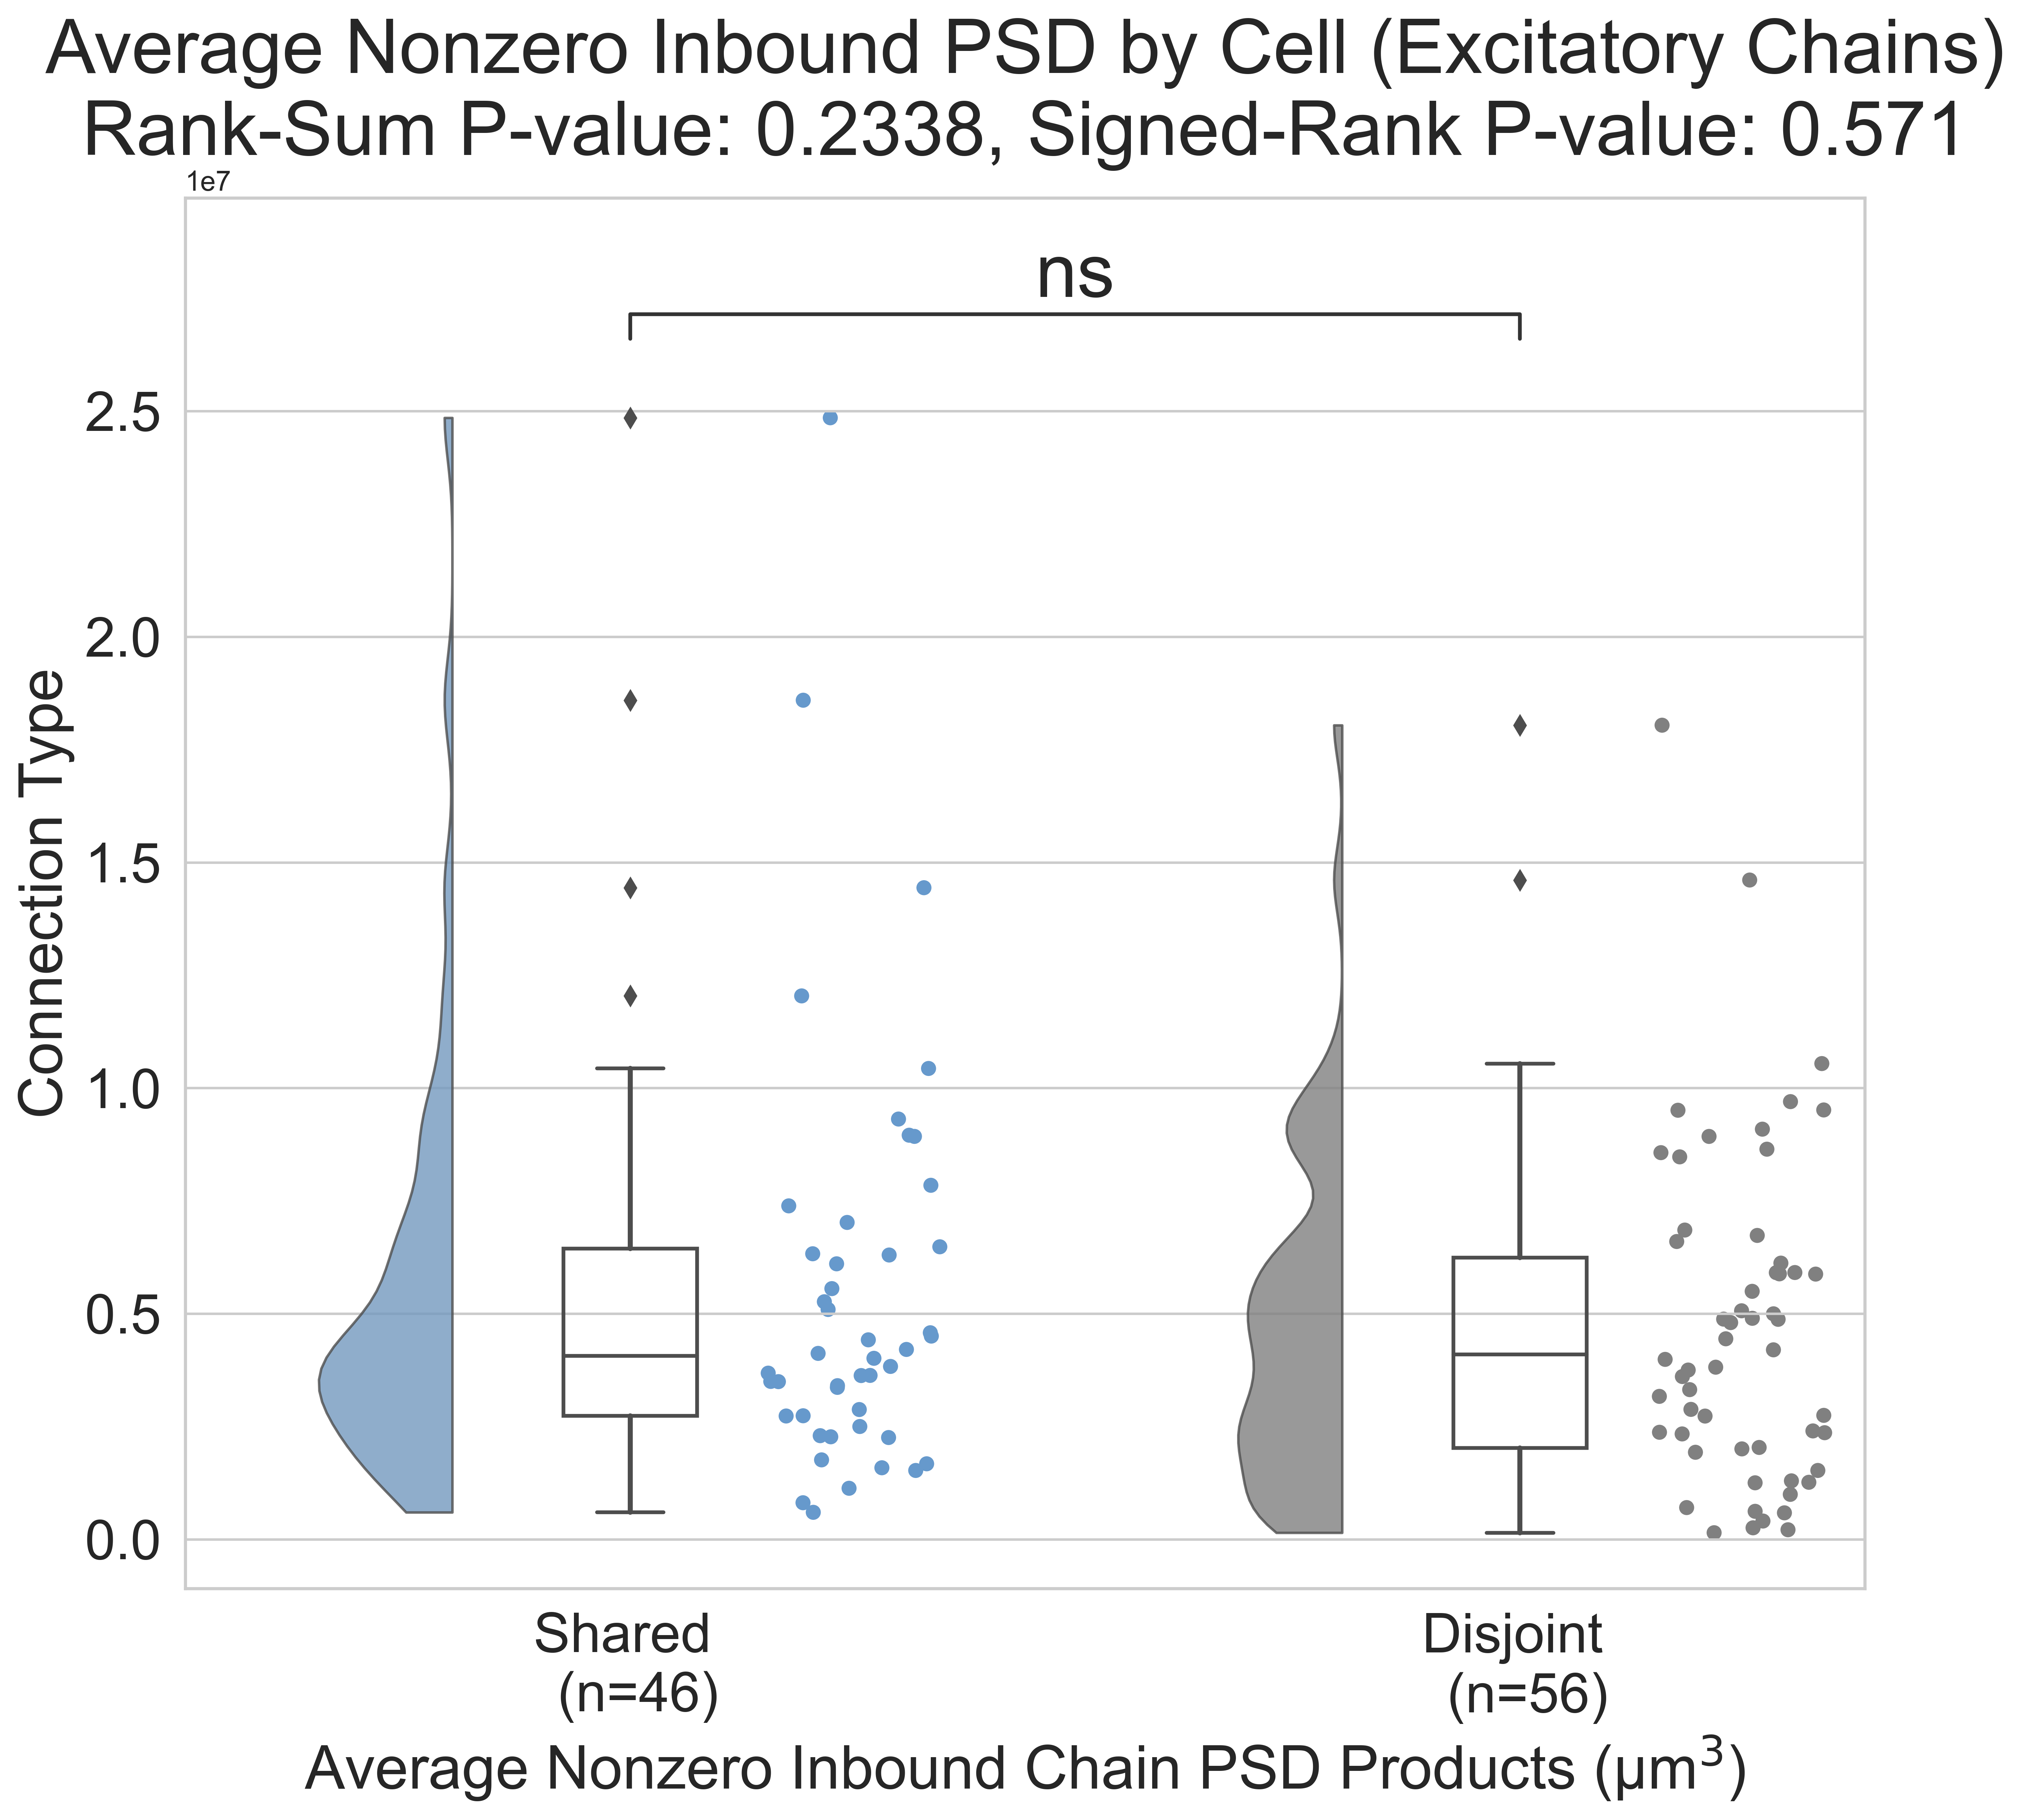 Average Nonzero Inbound PSD by Cell (Excitatory Chains)
Rank-Sum P-value: 0.2338, Signed-Rank P-value: 0.571
1e7
ns
2.5
2.0
1.5
1.0
0.5
0.0
Connection Type
Shared
(n=46)
Disjoint
(n=56)
Average Nonzero Inbound Chain PSD Products (μm³)